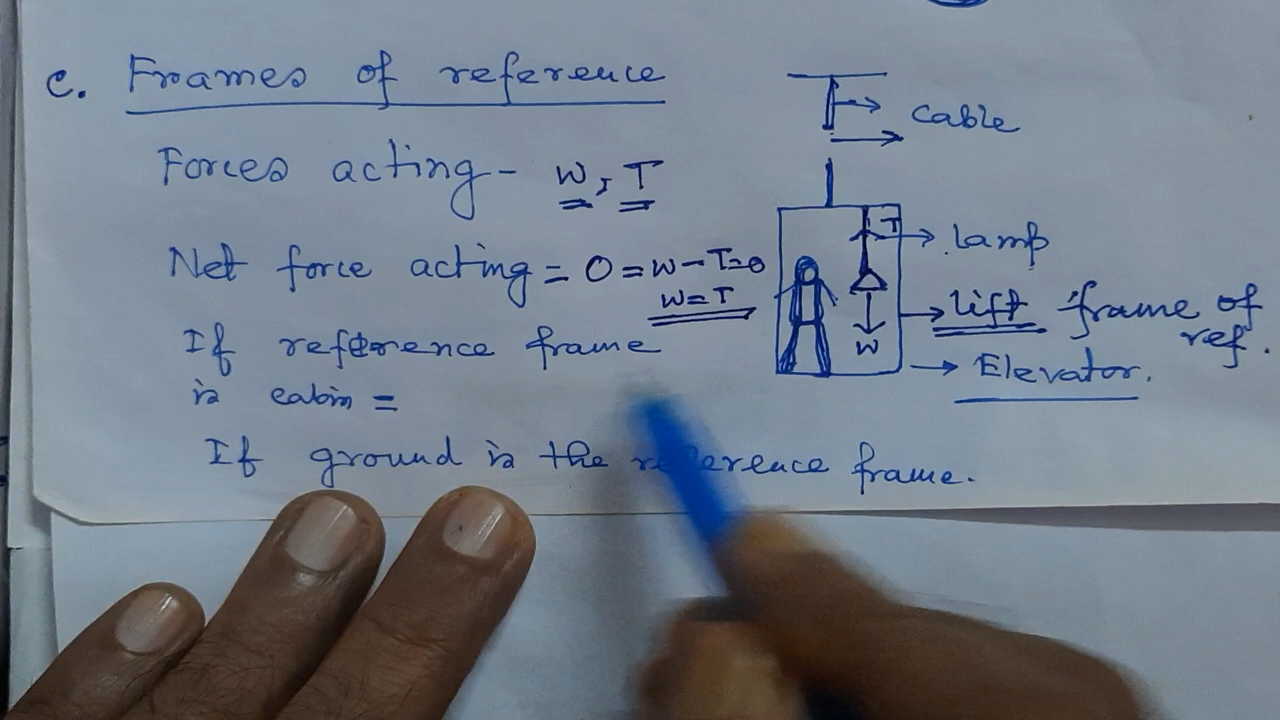 c. Frames of reference
Forces acting - W, T
Net force acting = 0 = W - T = 0
W = T
If reference frame
is cabin =
If ground is the reference frame.
cable
T
lamp
lift frame of
ref.
W
Elevator.